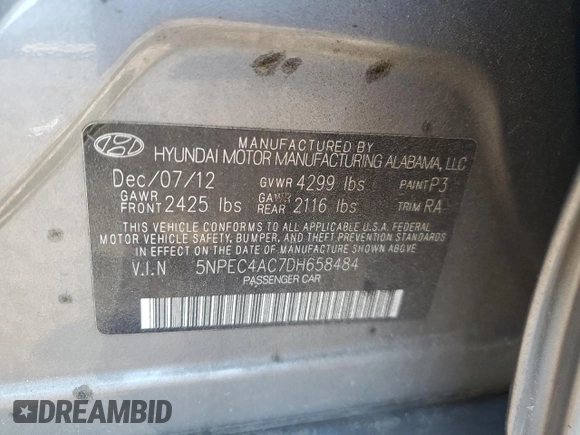 MANUFACTURED BY
HYUNDAI MOTOR MANUFACTURING ALABAMA, LLC
Dec/07/12 GVWR 4299 lbs PAINT P3
GAWR FRONT 2425 lbs GAWR REAR 2116 lbs TRIM RA
THIS VEHICLE CONFORMS TO ALL APPLICABLE U.S.A. FEDERAL
MOTOR VEHICLE SAFETY, BUMPER, AND THEFT PREVENTION
STANDARDS IN EFFECT ON THE DATE OF MANUFACTURE SHOWN ABOVE.
V.I.N 5NPEC4AC7DH658484
PASSENGER CAR
DREAMBID